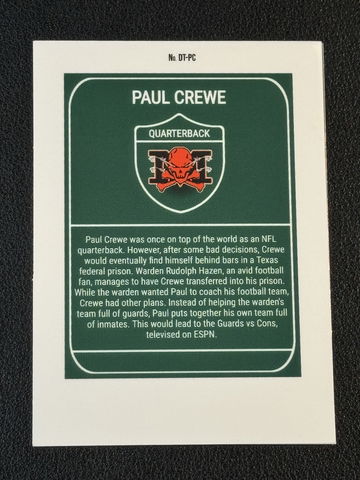 No. DT-PC
PAUL CREWE
QUARTERBACK
M
Paul Crewe was once on top of the world as an NFL
quarterback. However, after some bad decisions, Crewe
would eventually find himself behind bars in a Texas
federal prison. Warden Rudolph Hazen, an avid football
fan, manages to have Crewe transferred into his prison.
While the warden wanted Paul to coach his football team,
Crewe had other plans. Instead of helping the warden's
team full of guards, Paul puts together his own team full
of inmates. This would lead to the Guards vs Cons,
televised on ESPN.